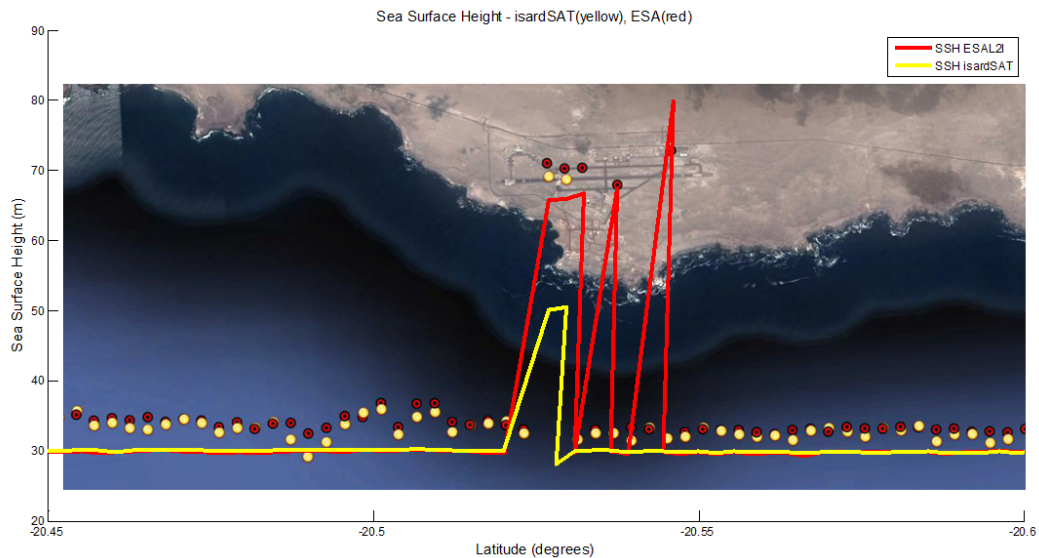 Sea Surface Height - isardSAT(yellow), ESA(red)
90
80
70
60
50
40
30
20
Sea Surface Height (m)
SSH ESAL2I
SSH isardSAT
-20.45
-20.5
-20.55
-20.6
Latitude (degrees)